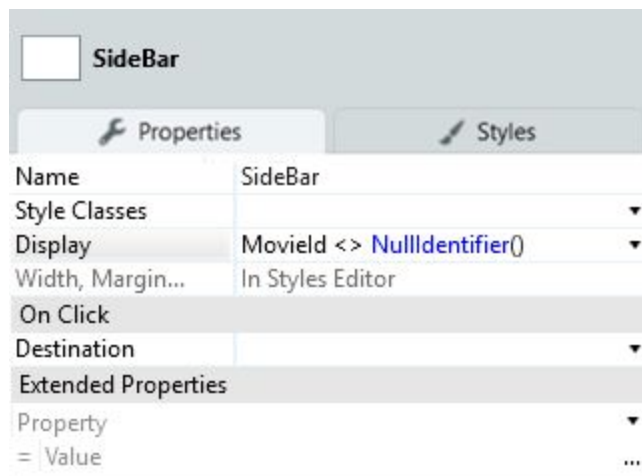 SideBar
Properties Styles
Name SideBar
Style Classes
Display MovieId <> NullIdentifier()
Width, Margin... In Styles Editor
On Click
Destination
Extended Properties
Property
= Value ...